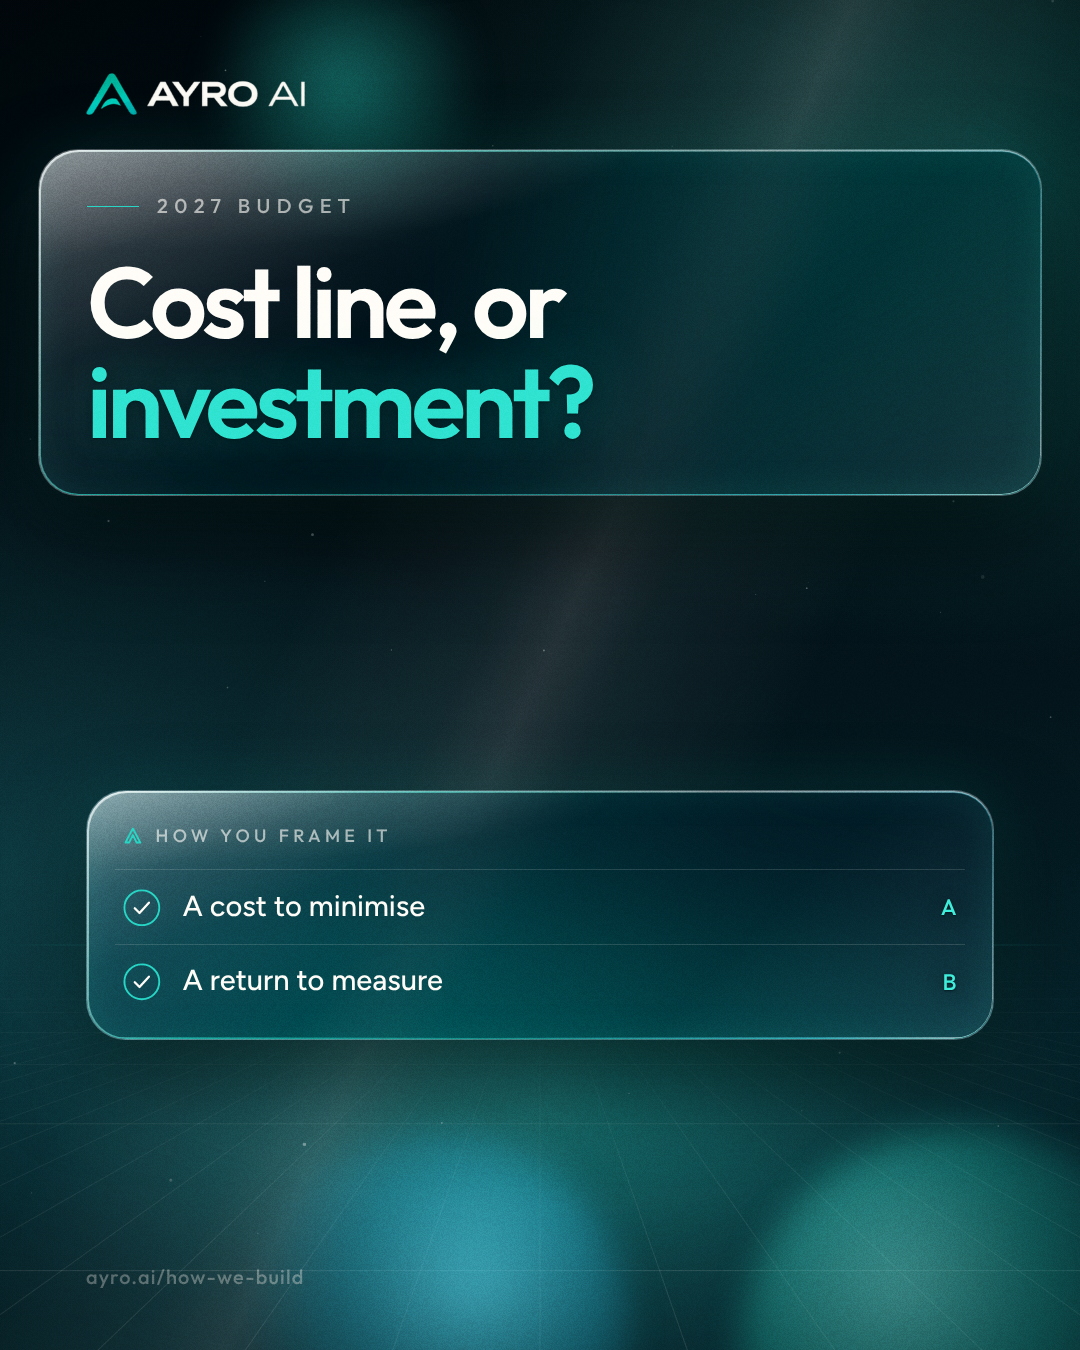 AYRO AI
2027 BUDGET
Cost line, or
investment?
HOW YOU FRAME IT
A cost to minimise A
A return to measure B
ayro.ai/how-we-build